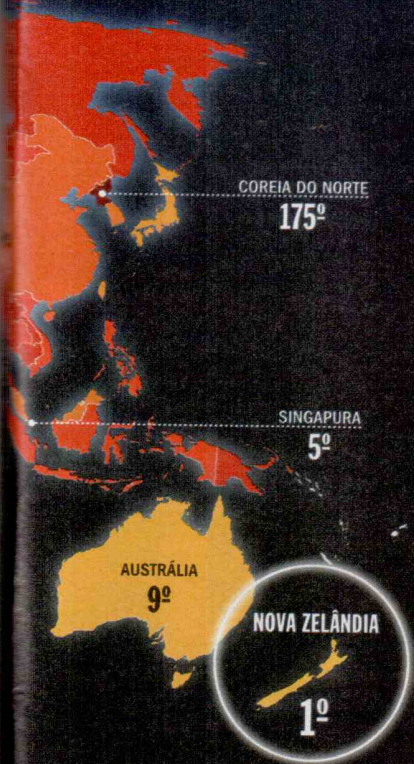 COREIA DO NORTE
175º
SINGAPURA
5º
AUSTRÁLIA
9º
NOVA ZELÂNDIA
1º